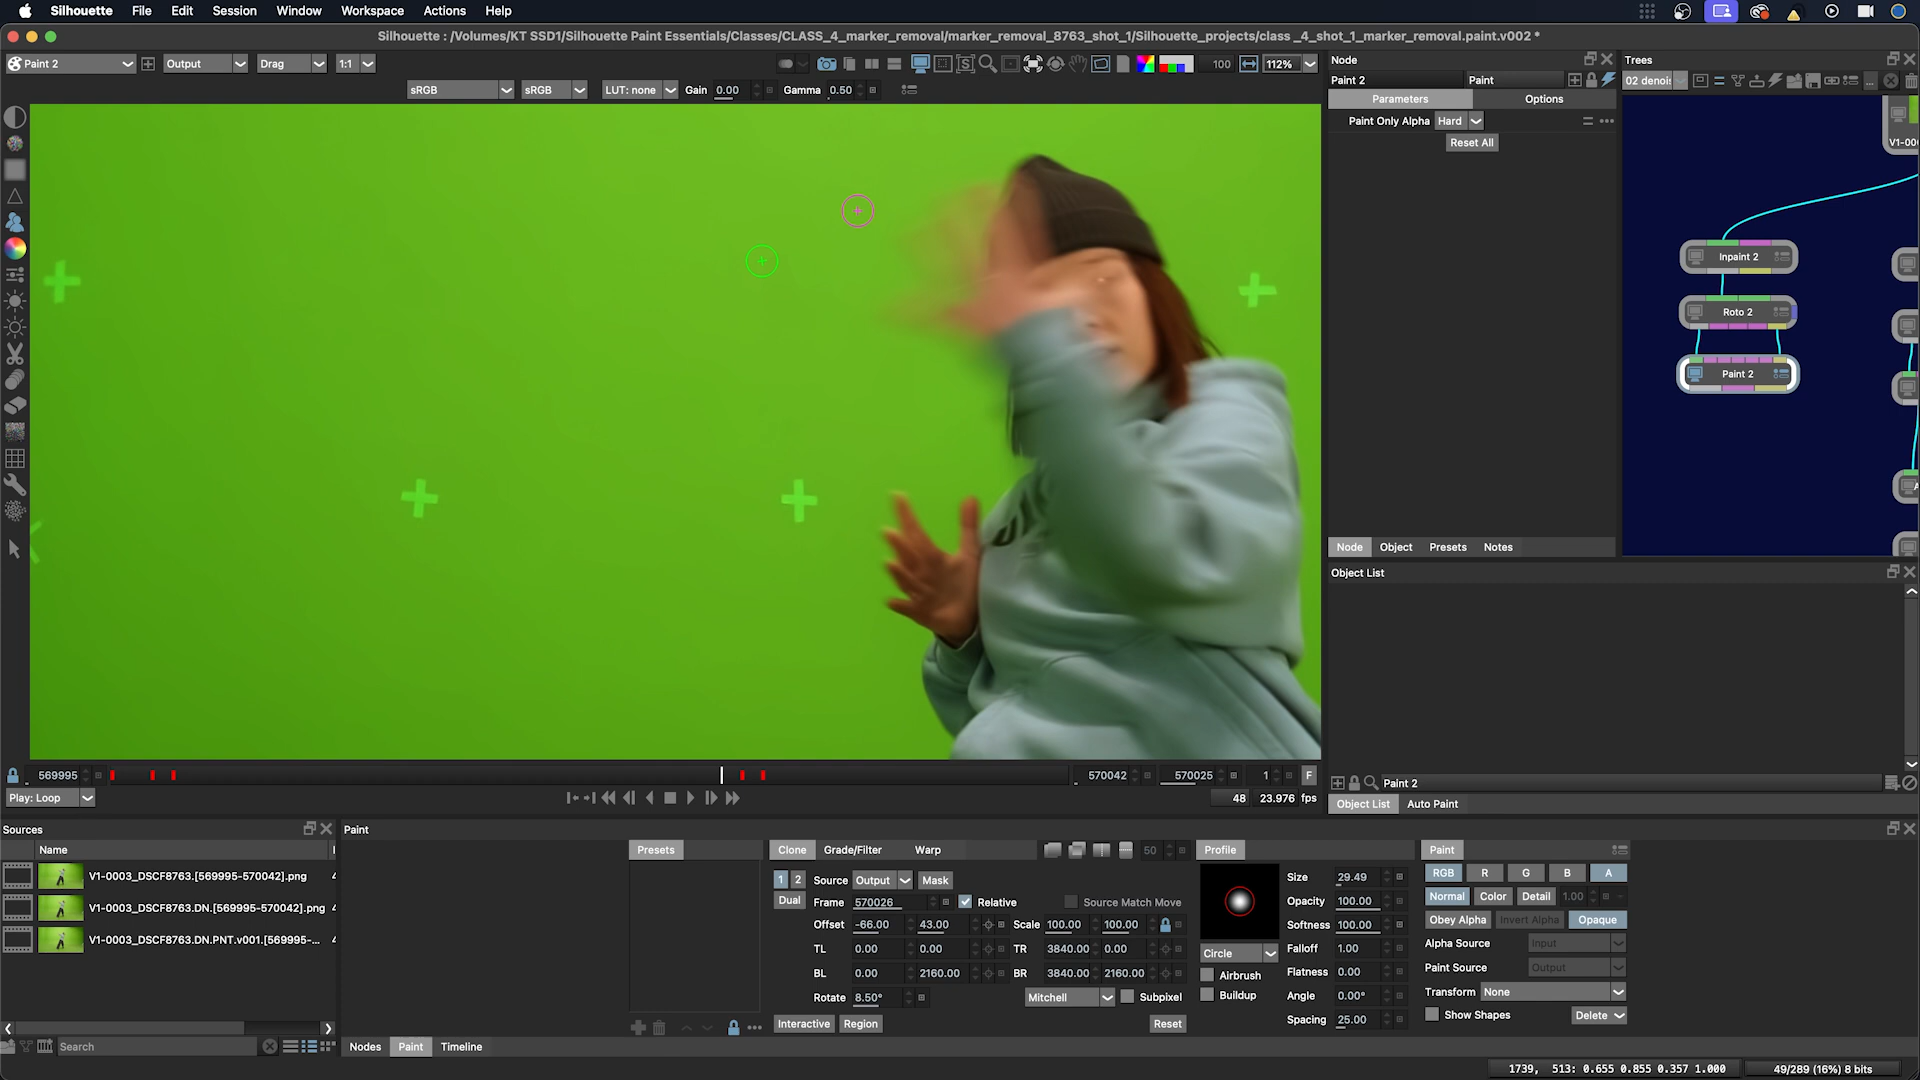 Silhouette File Edit Session Window Workspace Actions Help
Silhouette : /Volumes/KT SSD1/Silhouette Paint Essentials/Classes/CLASS_4_marker_removal/marker_removal_8763_shot_1/Silhouette_projects/class _4_shot_1_marker_removal.paint.v002 *
Paint 2 Output Drag 1:1 100 112%
sRGB sRGB LUT: none Gain 0.00 Gamma 0.50
Node
Paint 2 Paint
Parameters Options
Paint Only Alpha Hard
Reset All
Node Object Presets Notes
Trees
02 denoi
V1-00
Inpaint 2
Roto 2
Paint 2
Object List
Paint 2
Object List Auto Paint
569995 570042 570025 1 F
Play: Loop 48 23.976 fps
Sources
Name
V1-0003_DSCF8763.[569995-570042].png
V1-0003_DSCF8763.DN.[569995-570042].png
V1-0003_DSCF8763.DN.PNT.v001.[569995-...
Search
Paint
Presets
Nodes Paint Timeline
Clone Grade/Filter Warp 50
1 2 Source Output Mask
Dual Frame 570026 Relative Source Match Move
Offset -66.00 43.00 Scale 100.00 100.00
TL 0.00 0.00 TR 3840.00 0.00
BL 0.00 2160.00 BR 3840.00 2160.00
Rotate 8.50° Mitchell Subpixel
Interactive Region Reset
Profile
Circle
Airbrush
Buildup
Size 29.49
Opacity 100.00
Softness 100.00
Falloff 1.00
Flatness 0.00
Angle 0.00°
Spacing 25.00
Paint
RGB R G B A
Normal Color Detail 1.00
Obey Alpha Invert Alpha Opaque
Alpha Source Input
Paint Source Output
Transform None
Show Shapes Delete
1739, 513: 0.655 0.855 0.357 1.000 49/289 (16%) 8 bits